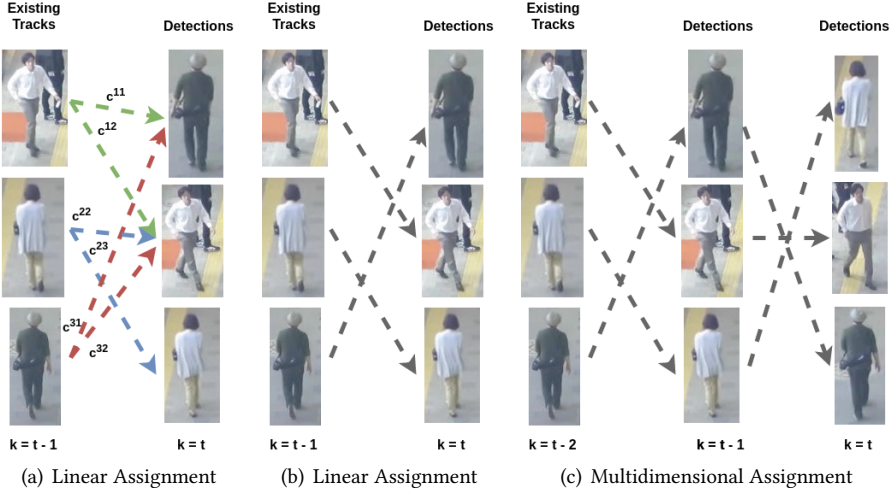 Existing
Tracks
Detections
c11
c12
c22
c23
c31
c32
k = t - 1
k = t
(a) Linear Assignment
Existing
Tracks
Detections
k = t - 1
k = t
(b) Linear Assignment
Existing
Tracks
Detections
Detections
k = t - 2
k = t - 1
k = t
(c) Multidimensional Assignment